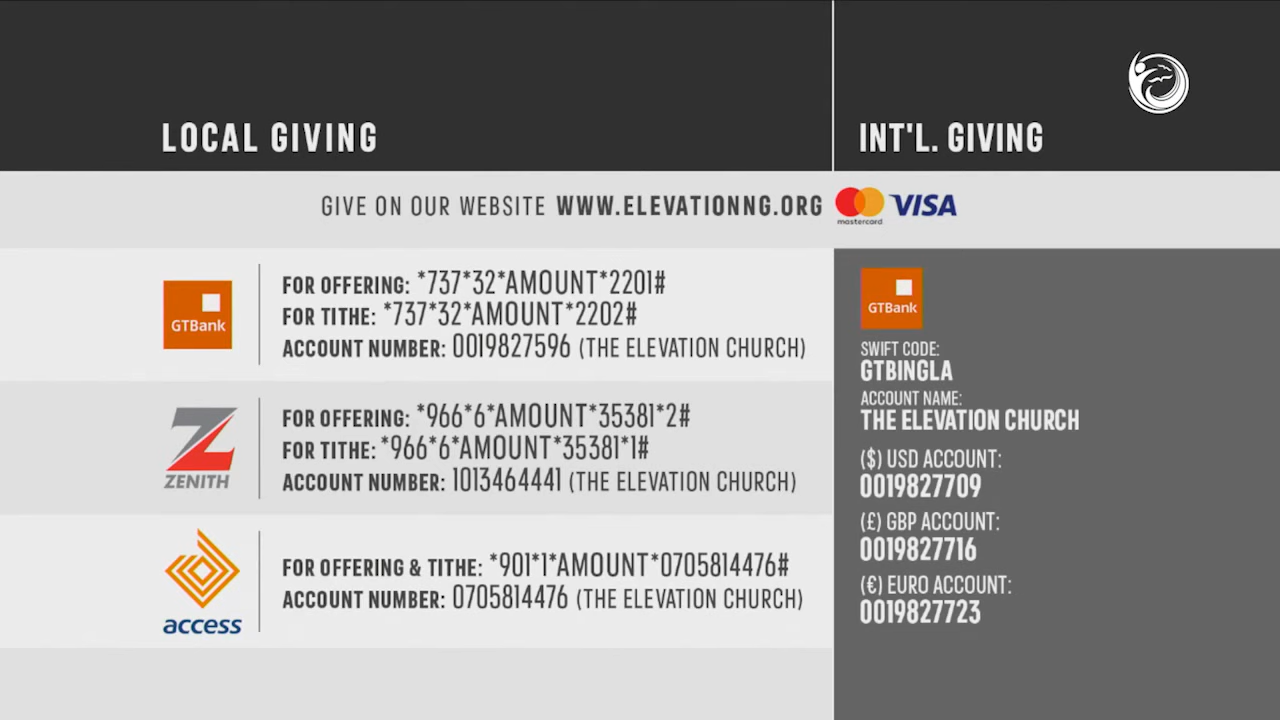 LOCAL GIVING
INT'L. GIVING
GIVE ON OUR WEBSITE WWW.ELEVATIONNG.ORG mastercard VISA
GTBank
FOR OFFERING: *737*32*AMOUNT*2201#
FOR TITHE: *737*32*AMOUNT*2202#
ACCOUNT NUMBER: 0019827596 (THE ELEVATION CHURCH)
ZENITH
FOR OFFERING: *966*6*AMOUNT*35381*2#
FOR TITHE: *966*6*AMOUNT*35381*1#
ACCOUNT NUMBER: 1013464441 (THE ELEVATION CHURCH)
access
FOR OFFERING & TITHE: *901*1*AMOUNT*0705814476#
ACCOUNT NUMBER: 0705814476 (THE ELEVATION CHURCH)
GTBank
SWIFT CODE:
GTBINGLA
ACCOUNT NAME:
THE ELEVATION CHURCH
($) USD ACCOUNT:
0019827709
(£) GBP ACCOUNT:
0019827716
(€) EURO ACCOUNT:
0019827723